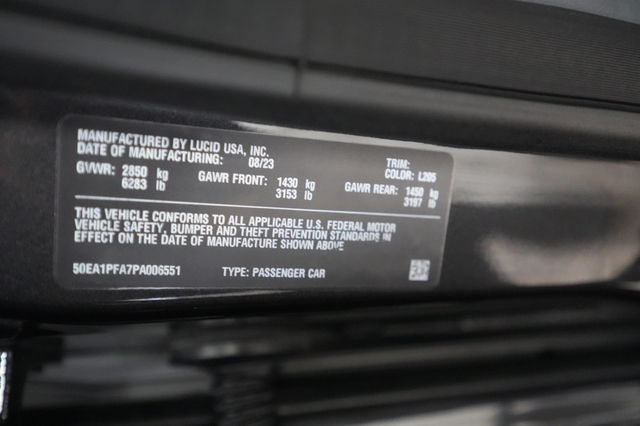 MANUFACTURED BY LUCID USA, INC.
DATE OF MANUFACTURING: 08/23 TRIM:
COLOR: L205
GVWR: 2850 kg GAWR FRONT: 1430 kg GAWR REAR: 1450 kg
6283 lb 3153 lb 3197 lb
THIS VEHICLE CONFORMS TO ALL APPLICABLE U.S. FEDERAL MOTOR
VEHICLE SAFETY, BUMPER AND THEFT PREVENTION STANDARDS IN
EFFECT ON THE DATE OF MANUFACTURE SHOWN ABOVE
50EA1PFA7PA006551 TYPE: PASSENGER CAR